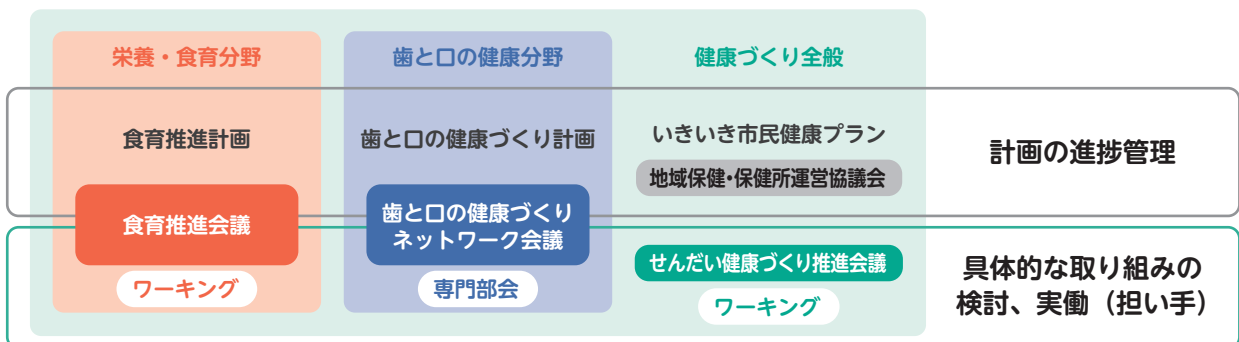 栄養・食育分野
歯と口の健康分野
健康づくり全般
食育推進計画
歯と口の健康づくり計画
いきいき市民健康プラン
地域保健・保健所運営協議会
計画の進捗管理
食育推進会議
歯と口の健康づくり
ネットワーク会議
せんだい健康づくり推進会議
ワーキング
専門部会
ワーキング
具体的な取り組みの
検討、実働（担い手）